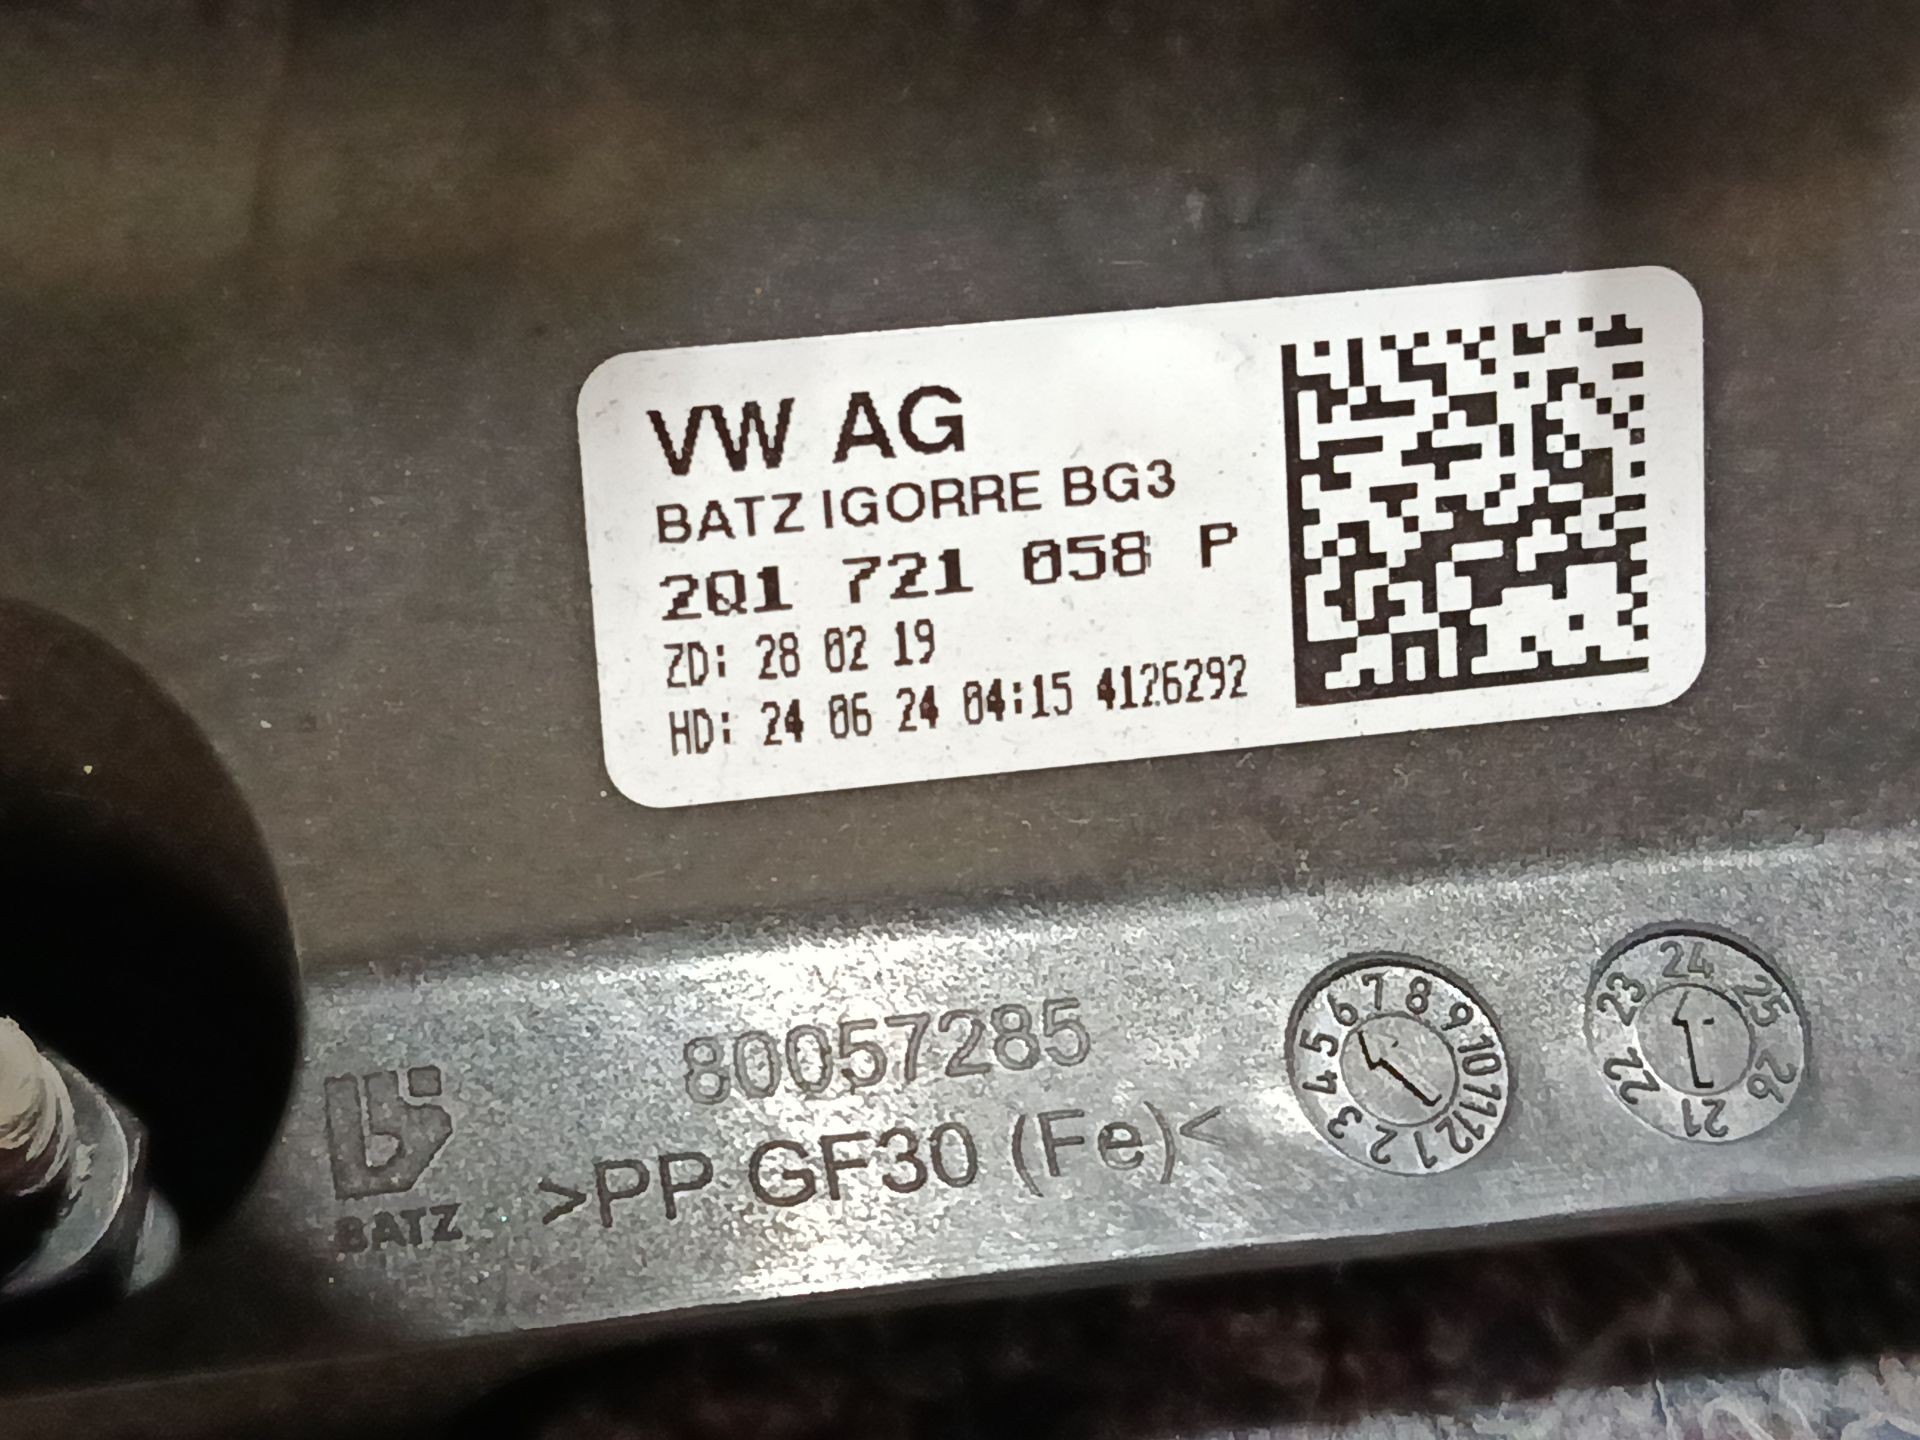 VW AG
BATZ IGORRE BG3
2Q1 721 058 P
ZD: 28 02 19
HD: 24 06 24 04:15 4126292
80057285
>PP GF30 (Fe)<
BATZ
1 2 3 4 5 6 7 8 9 10 11 12
21 22 23 24 25 26